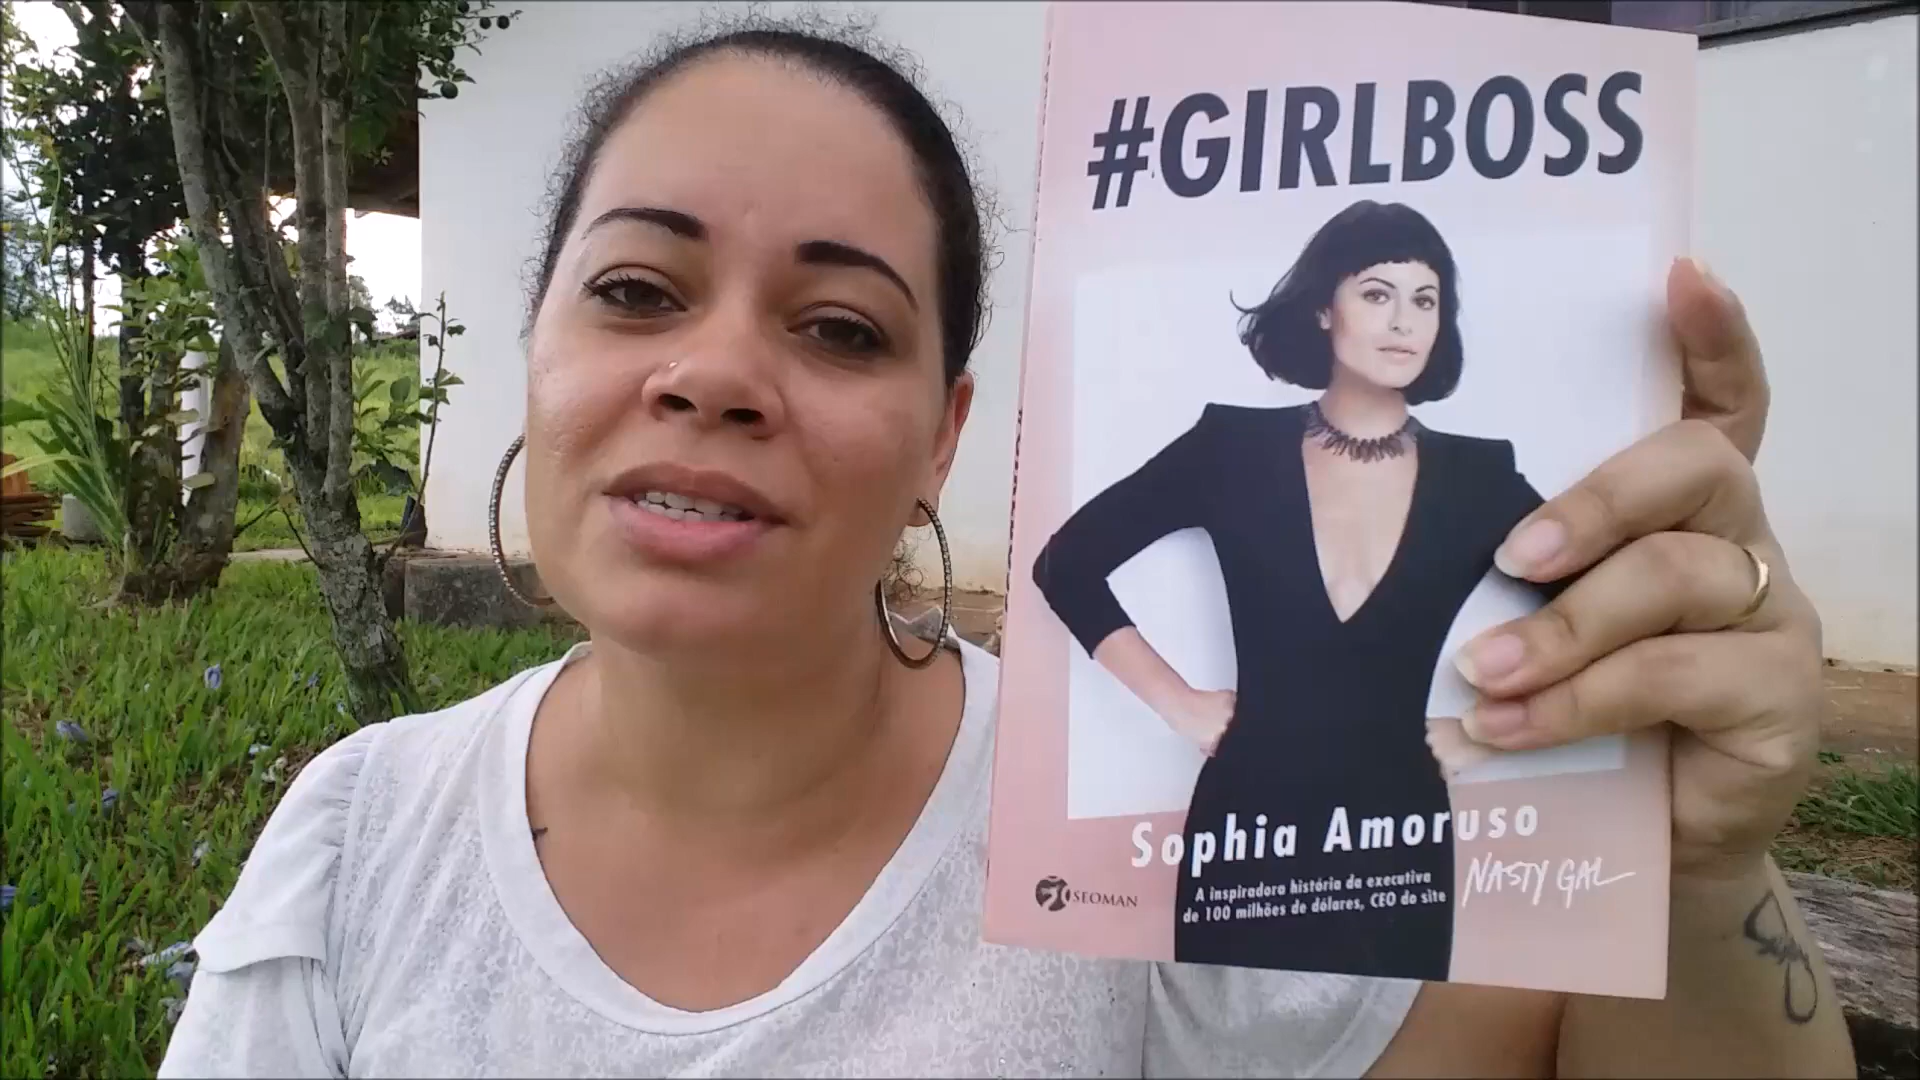 #GIRLBOSS
Sophia Amoruso
A inspiradora história da executiva
de 100 milhões de dólares, CEO do site
NASTY GAL
SEOMAN